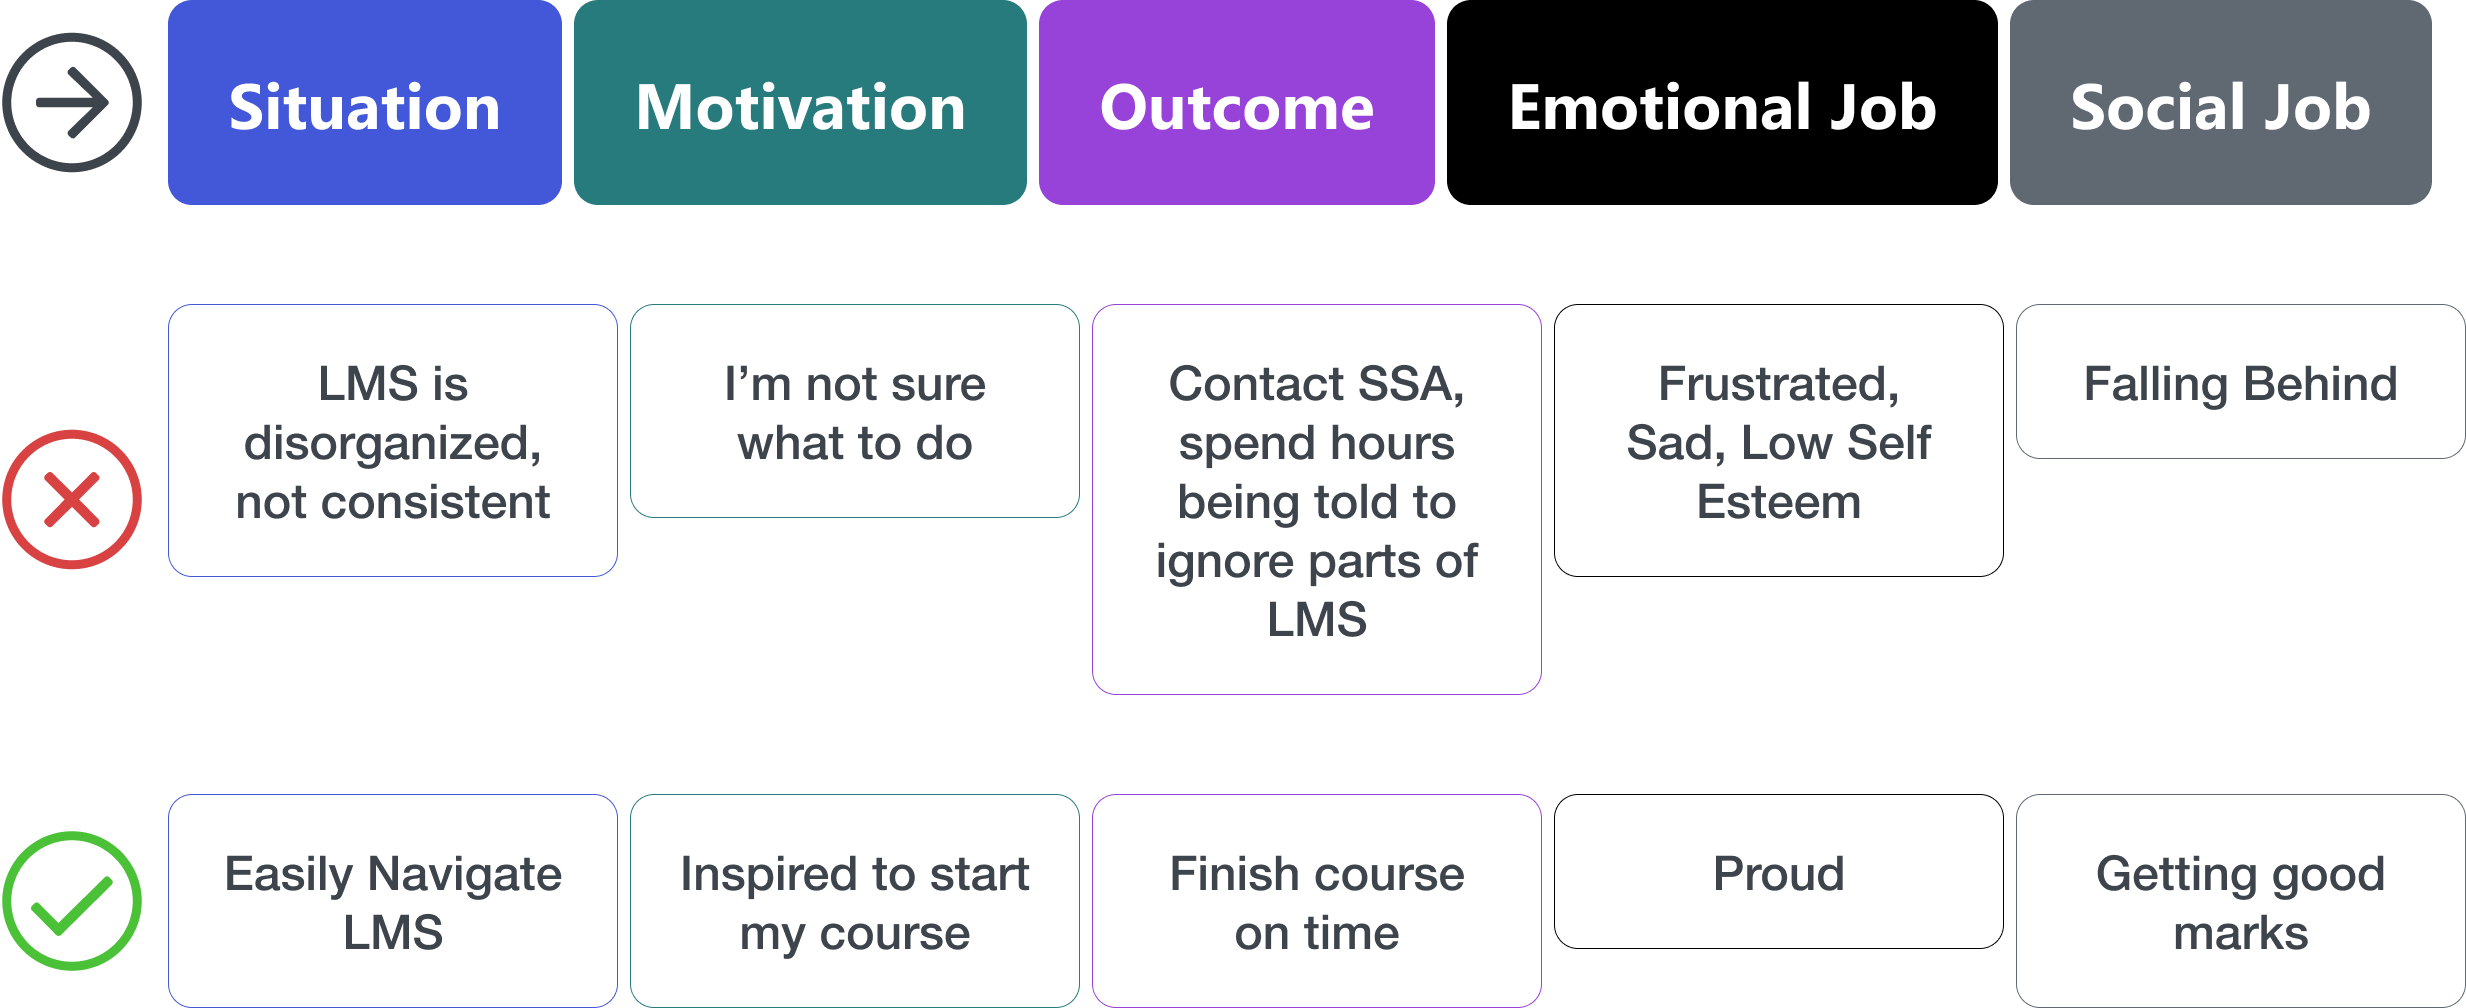 Situation
Motivation
Outcome
Emotional Job
Social Job
LMS is
disorganized,
not consistent
I’m not sure
what to do
Contact SSA,
spend hours
being told to
ignore parts of
LMS
Frustrated,
Sad, Low Self
Esteem
Falling Behind
Easily Navigate
LMS
Inspired to start
my course
Finish course
on time
Proud
Getting good
marks